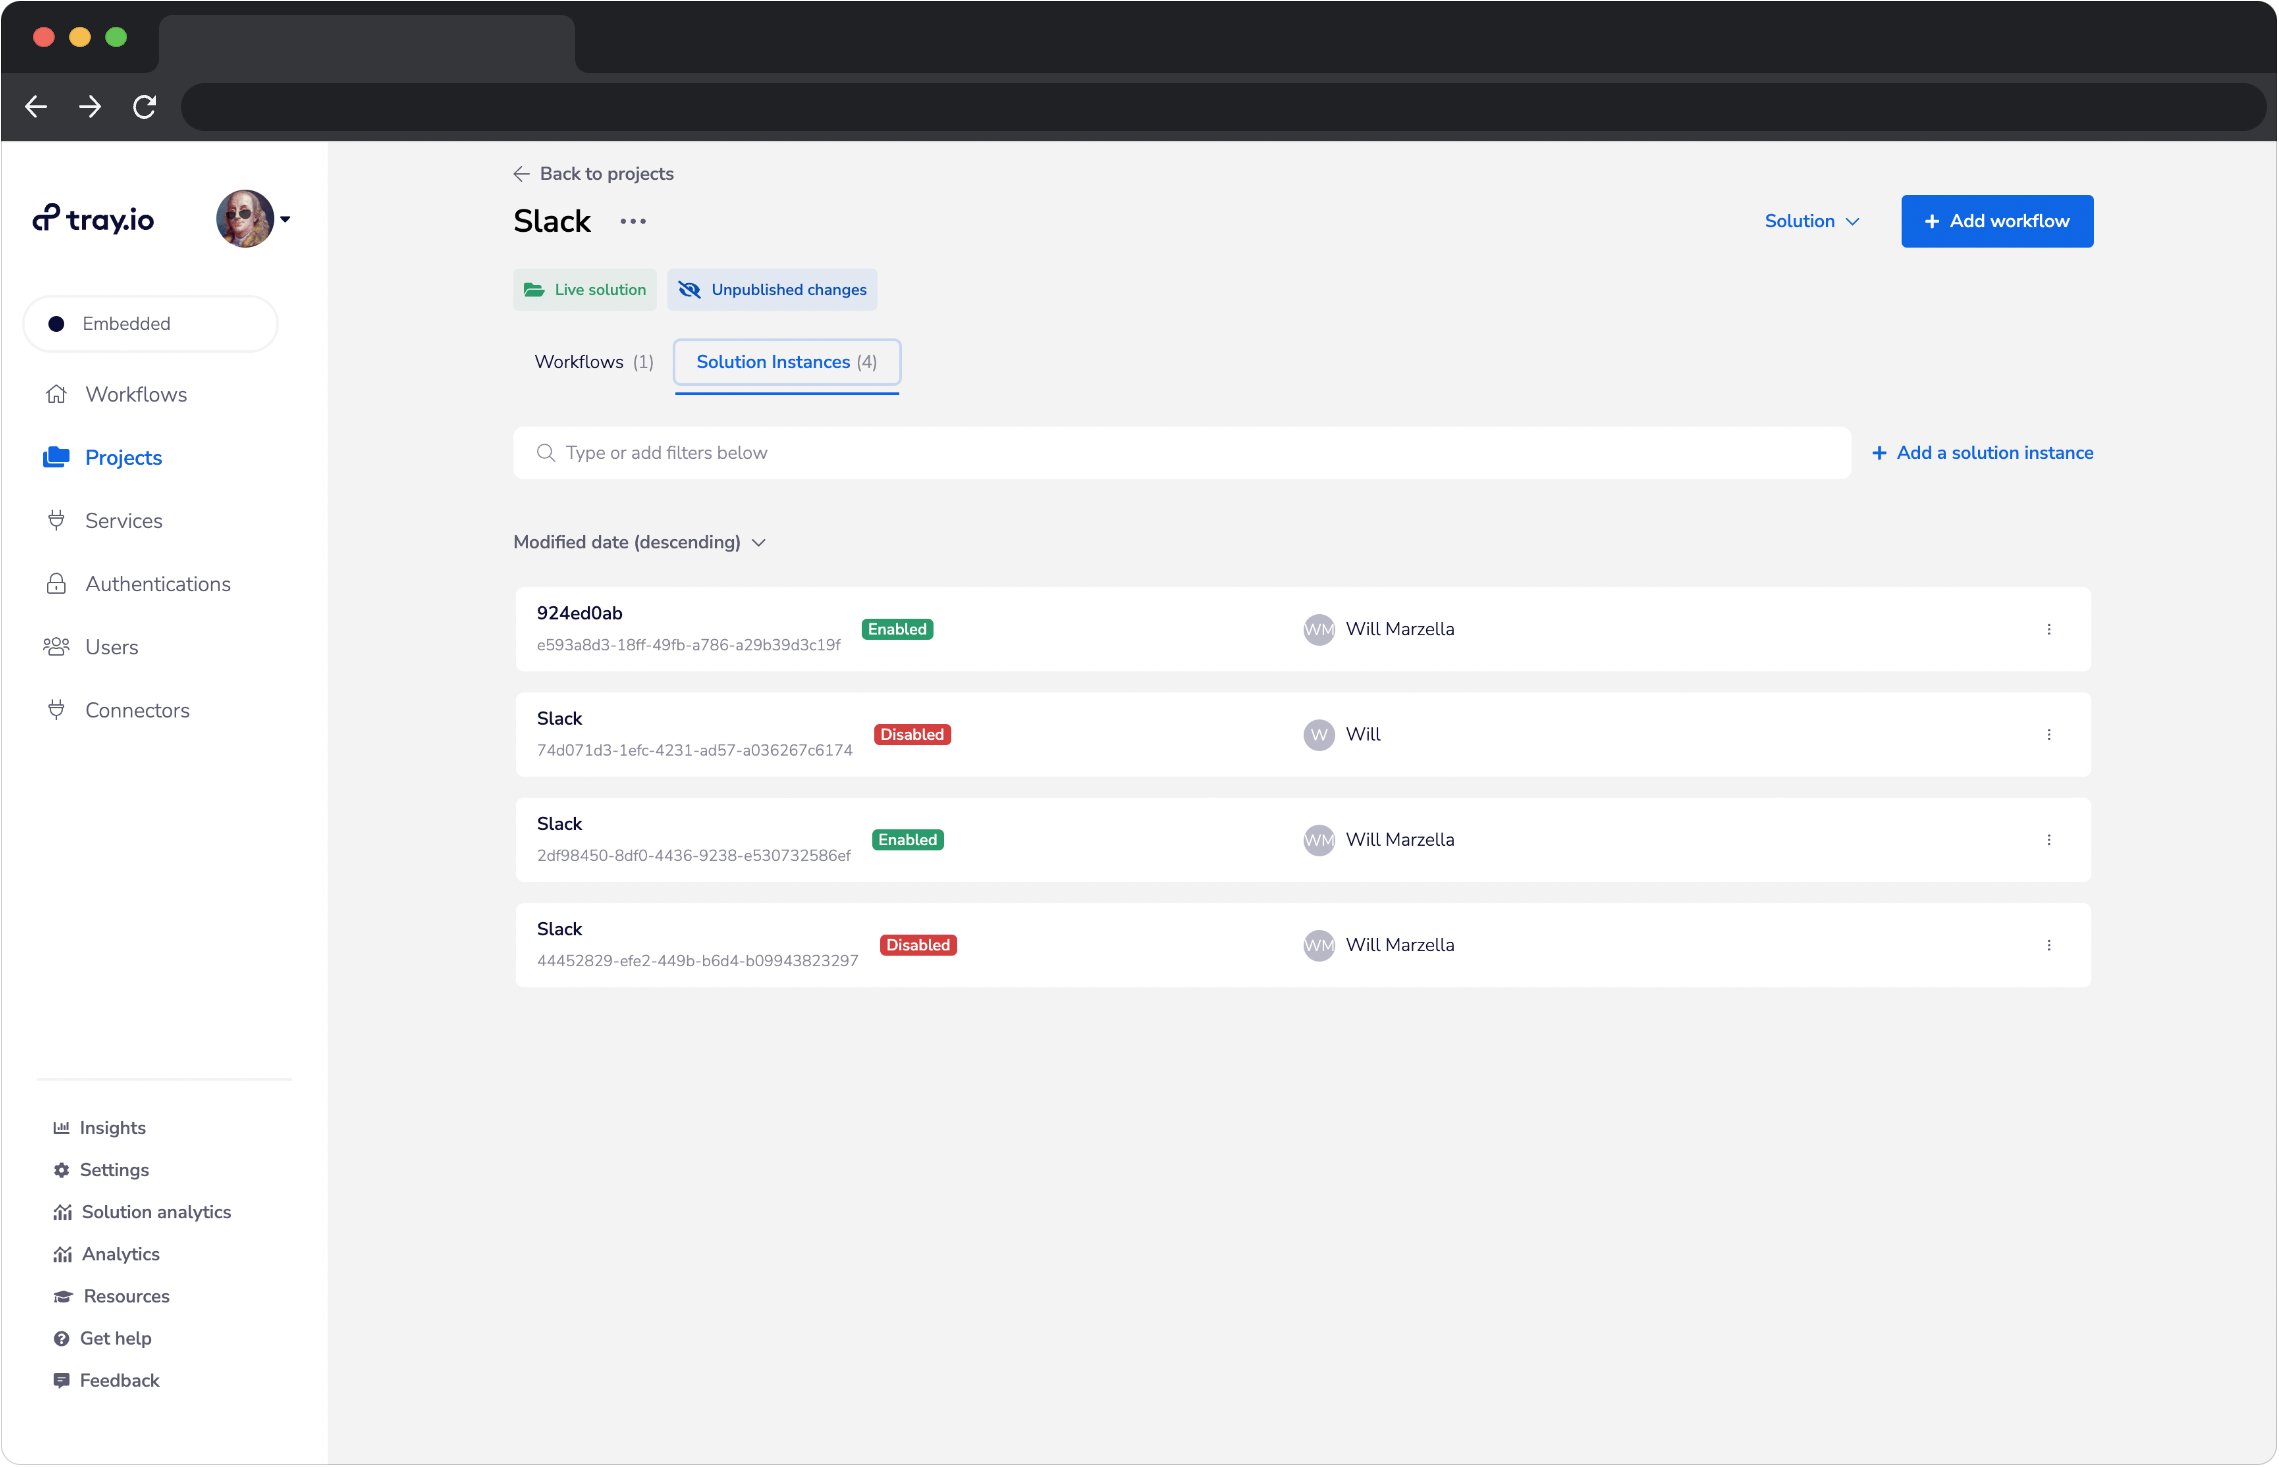 tray.io
Embedded
Workflows
Projects
Services
Authentications
Users
Connectors
Insights
Settings
Solution analytics
Analytics
Resources
Get help
Feedback
Back to projects
Slack
Solution
+ Add workflow
Live solution
Unpublished changes
Workflows (1)
Solution Instances (4)
Type or add filters below
+ Add a solution instance
Modified date (descending)
924ed0ab
e593a8d3-18ff-49fb-a786-a29b39d3c19f
Enabled
WM Will Marzella
Slack
74d071d3-1efc-4231-ad57-a036267c6174
Disabled
W Will
Slack
2df98450-8df0-4436-9238-e530732586ef
Enabled
WM Will Marzella
Slack
44452829-efe2-449b-b6d4-b09943823297
Disabled
WM Will Marzella